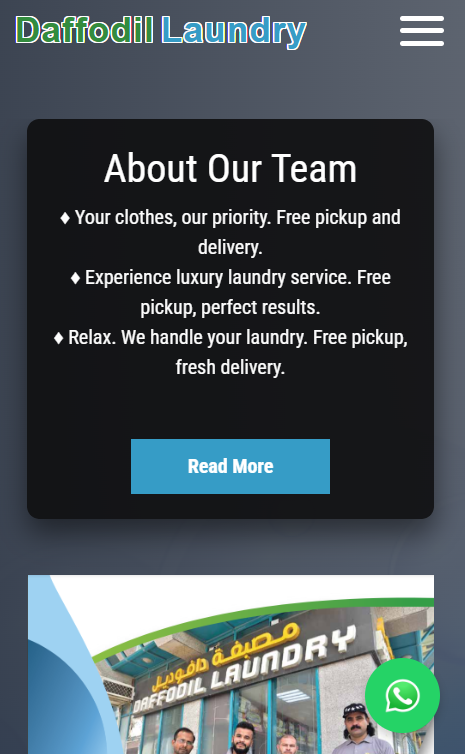 Daffodil Laundry
About Our Team
♦ Your clothes, our priority. Free pickup and
delivery.
♦ Experience luxury laundry service. Free
pickup, perfect results.
♦ Relax. We handle your laundry. Free pickup,
fresh delivery.
Read More
مصبغة دافوديل
DAFFODIL LAUNDRY